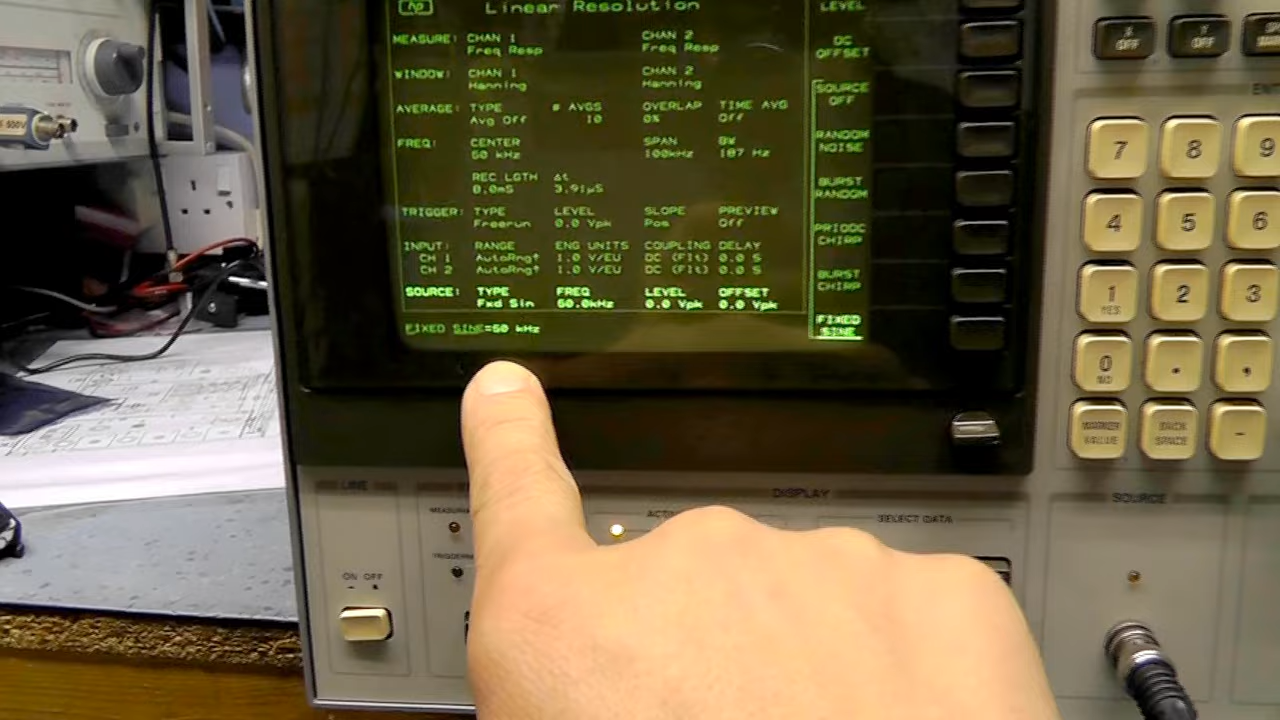 hp Linear Resolution
MEASURE: CHAN 1 CHAN 2
Freq Resp Freq Resp
WINDOW: CHAN 1 CHAN 2
Hanning Hanning
AVERAGE: TYPE # AVGS OVERLAP TIME AVG
Avg Off 10 0% Off
FREQ: CENTER SPAN BW
50 kHz 100kHz 187 Hz
REC LGTH Δt
8.0mS 3.91µS
TRIGGER: TYPE LEVEL SLOPE PREVIEW
Freerun 0.0 Vpk Pos Off
INPUT: RANGE ENG UNITS COUPLING DELAY
CH 1 AutoRng↑ 1.0 V/EU DC (Flt) 0.0 S
CH 2 AutoRng↑ 1.0 V/EU DC (Flt) 0.0 S
SOURCE: TYPE FREQ LEVEL OFFSET
Fxd Sin 50.0kHz 0.0 Vpk 0.0 Vpk
FIXED SINE=50 kHz
LEVEL
DC
OFFSET
SOURCE
OFF
RANDOM
NOISE
BURST
RANDOM
PRIODC
CHIRP
BURST
CHIRP
FIXED
SINE
X
OFF
Y
OFF
7 8 9
4 5 6
1 2 3
YES
0 . ,
NO
MARKER
VALUE
BACK
SPACE
-
LINE
DISPLAY
SELECT DATA
SOURCE
ON OFF